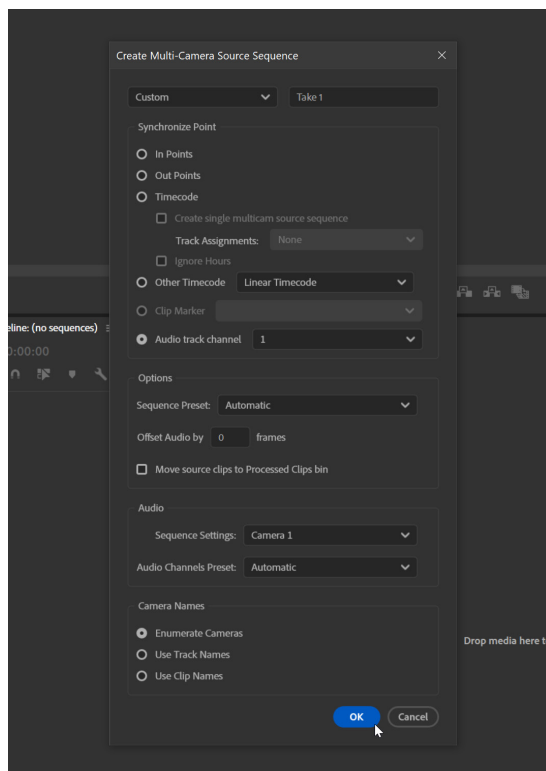 Create Multi-Camera Source Sequence
Custom Take 1
Synchronize Point
In Points
Out Points
Timecode
Create single multicam source sequence
Track Assignments: None
Ignore Hours
Other Timecode Linear Timecode
Clip Marker
eline: (no sequences)
Audio track channel 1
0:00:00
Options
Sequence Preset: Automatic
Offset Audio by 0 frames
Move source clips to Processed Clips bin
Audio
Sequence Settings: Camera 1
Audio Channels Preset: Automatic
Camera Names
Enumerate Cameras
Drop media here t
Use Track Names
Use Clip Names
OK Cancel